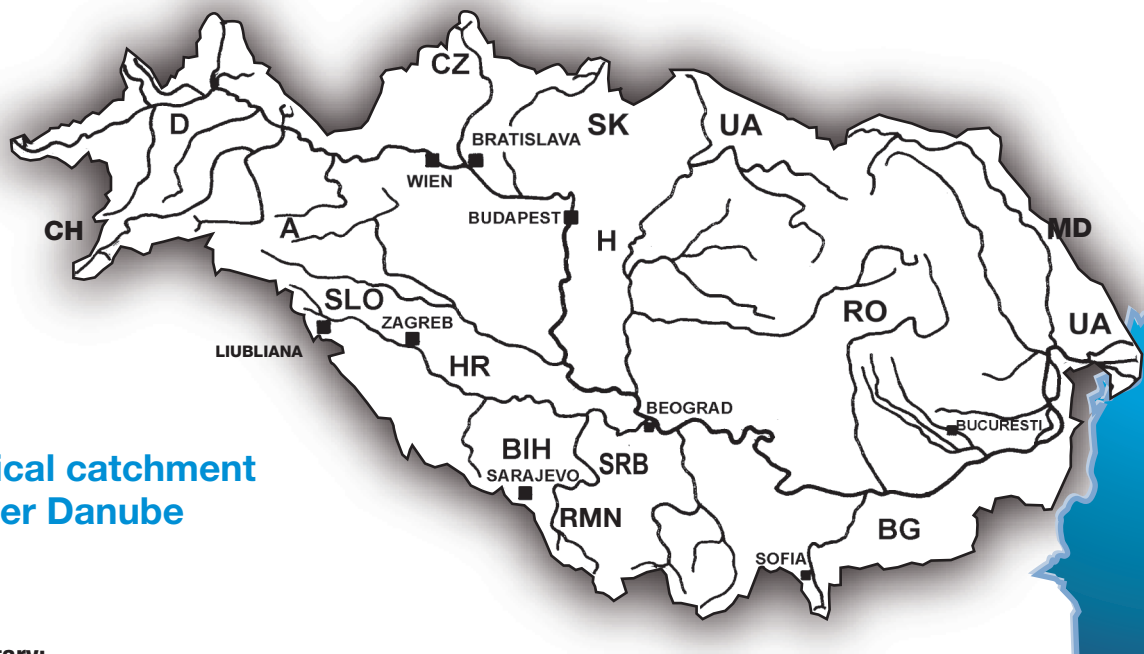 CZ
D
SK
UA
BRATISLAVA
WIEN
BUDAPEST
CH
A
H
MD
SLO
RO
UA
ZAGREB
LIUBLIANA
HR
BEOGRAD
BUCURESTI
BIH
SRB
ical catchment
SARAJEVO
er Danube
RMN
BG
SOFIA